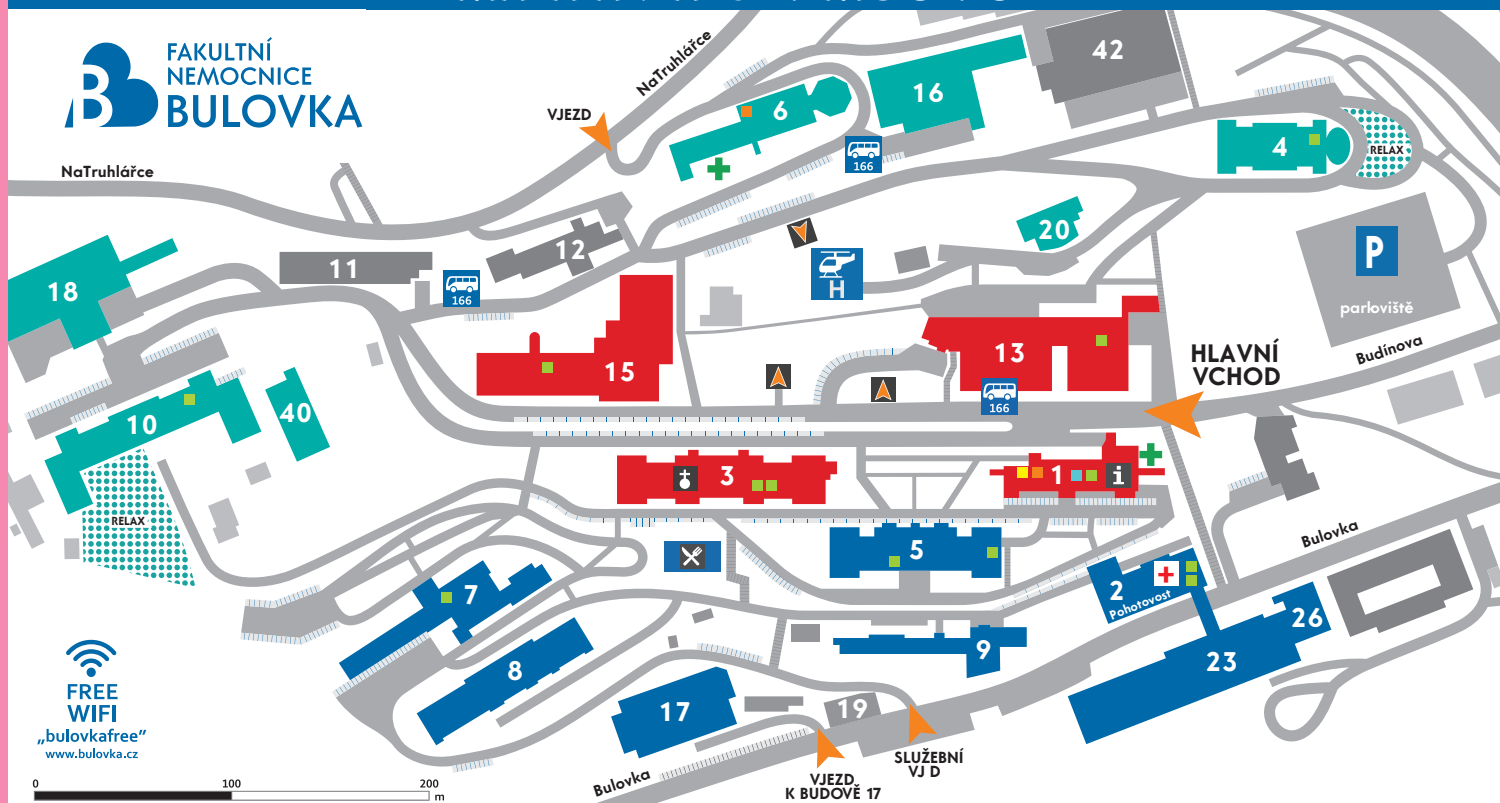 FAKULTNÍ
NEMOCNICE
BULOVKA
NaTruhlářce
VJEZD
NaTruhlářce
6
16
42
4
RELAX
166
20
12
11
18
166
H
P
parloviště
Budínova
HLAVNÍ
VCHOD
13
15
166
10
40
3
1
i
RELAX
5
Bulovka
2
Pohotovost
7
26
9
23
8
17
19
FREE
WIFI
„bulovkafree”
www.bulovka.cz
SLUŽEBNÍ
VJ D
Bulovka
VJEZD
K BUDOVĚ 17
0 100 200
m